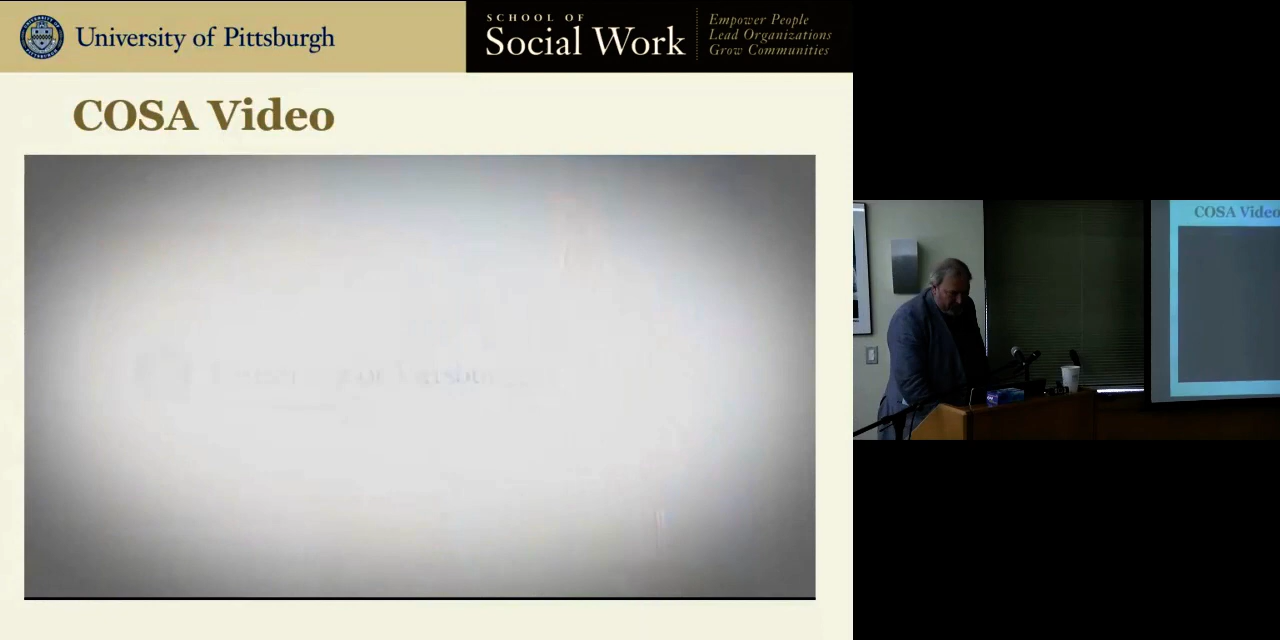 University of Pittsburgh
SCHOOL OF
Social Work
Empower People
Lead Organizations
Grow Communities
COSA Video
COSA Video